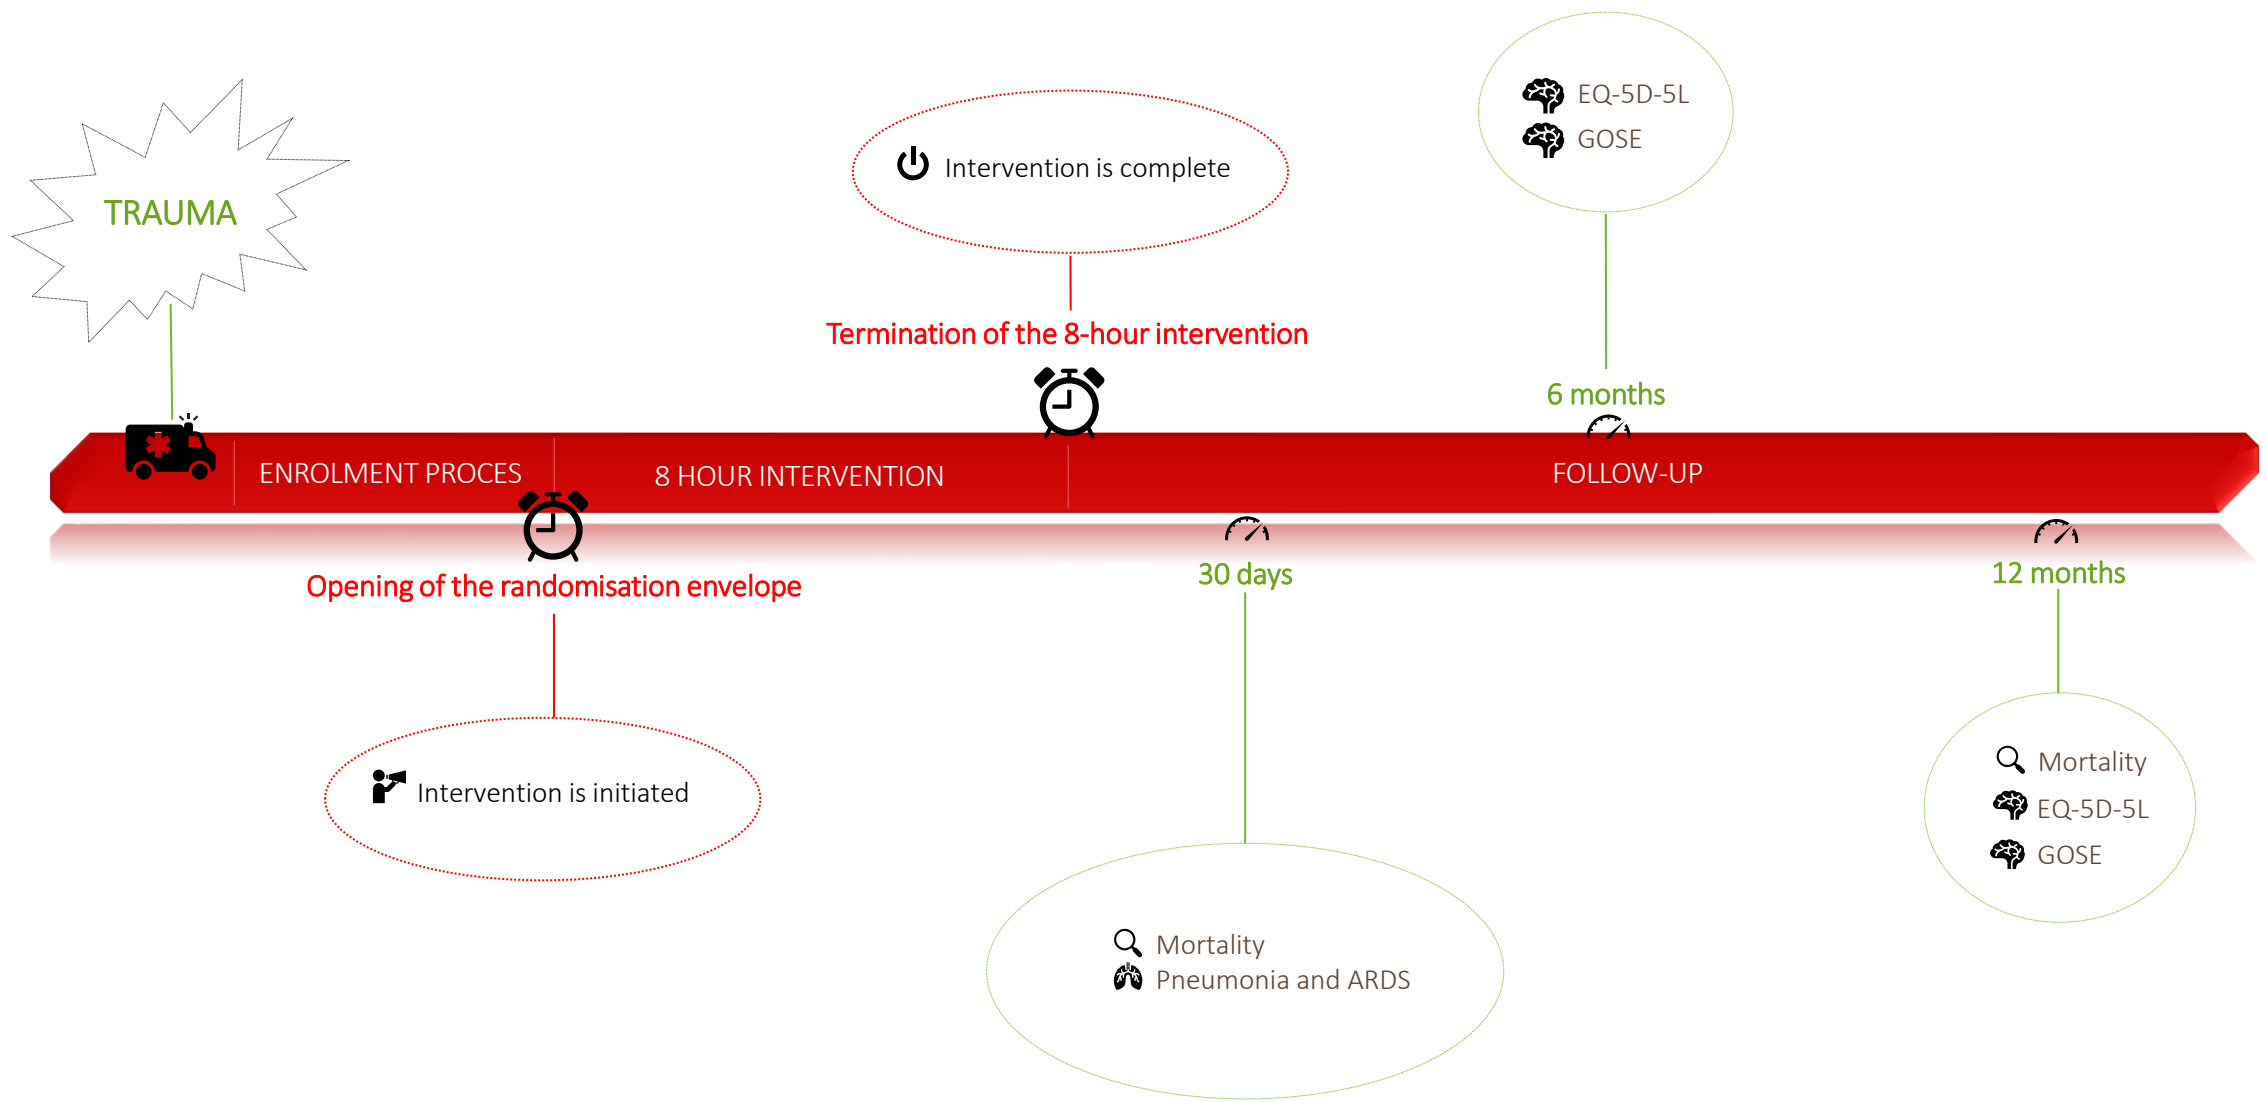 TRAUMA
Intervention is complete
EQ-5D-5L
GOSE
Termination of the 8-hour intervention
6 months
ENROLMENT PROCES
8 HOUR INTERVENTION
FOLLOW-UP
Opening of the randomisation envelope
30 days
12 months
Intervention is initiated
Mortality
Pneumonia and ARDS
Mortality
EQ-5D-5L
GOSE